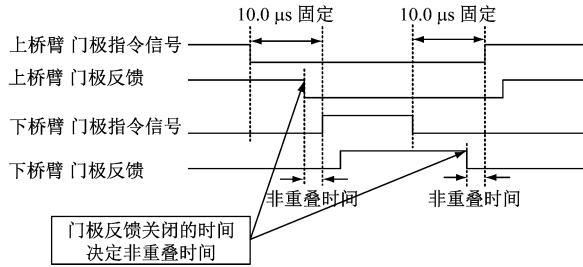 10.0 μs 固定
10.0 μs 固定
上桥臂 门极指令信号
上桥臂 门极反馈
下桥臂 门极指令信号
下桥臂 门极反馈
非重叠时间
非重叠时间
门极反馈关闭的时间
决定非重叠时间